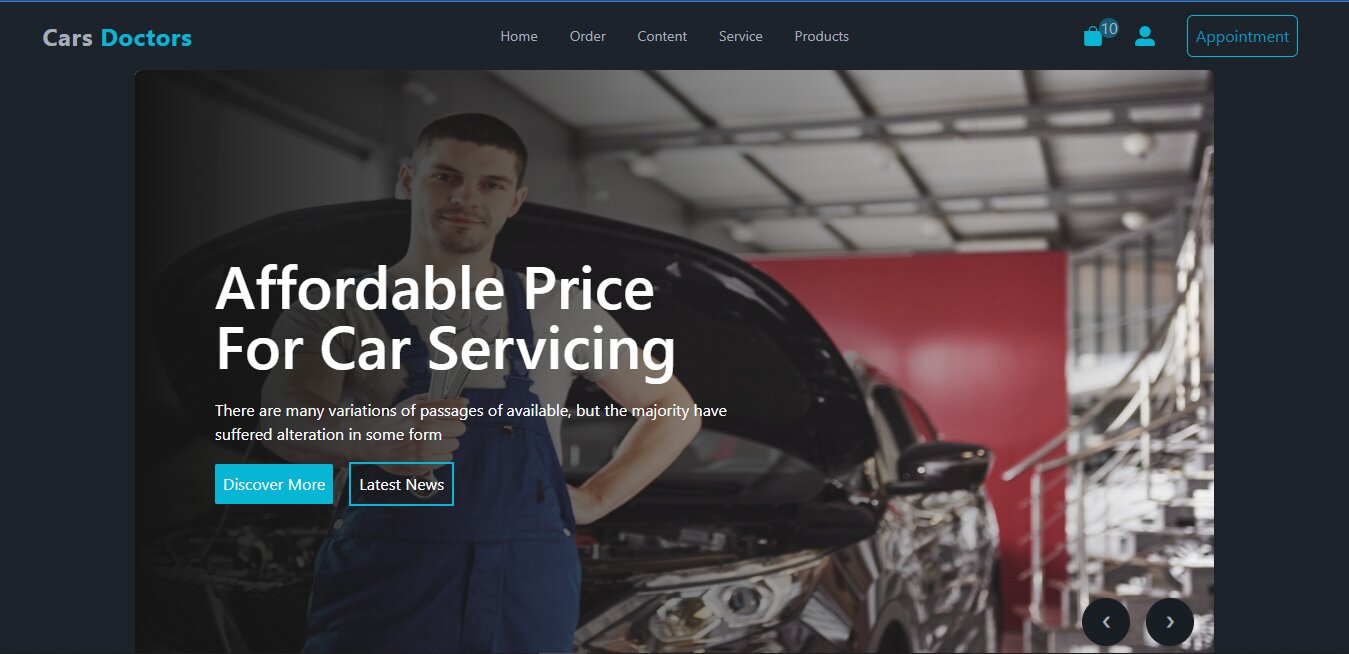 Cars Doctors
Home Order Content Service Products
10
Appointment
Affordable Price
For Car Servicing
There are many variations of passages of available, but the majority have
suffered alteration in some form
Discover More Latest News